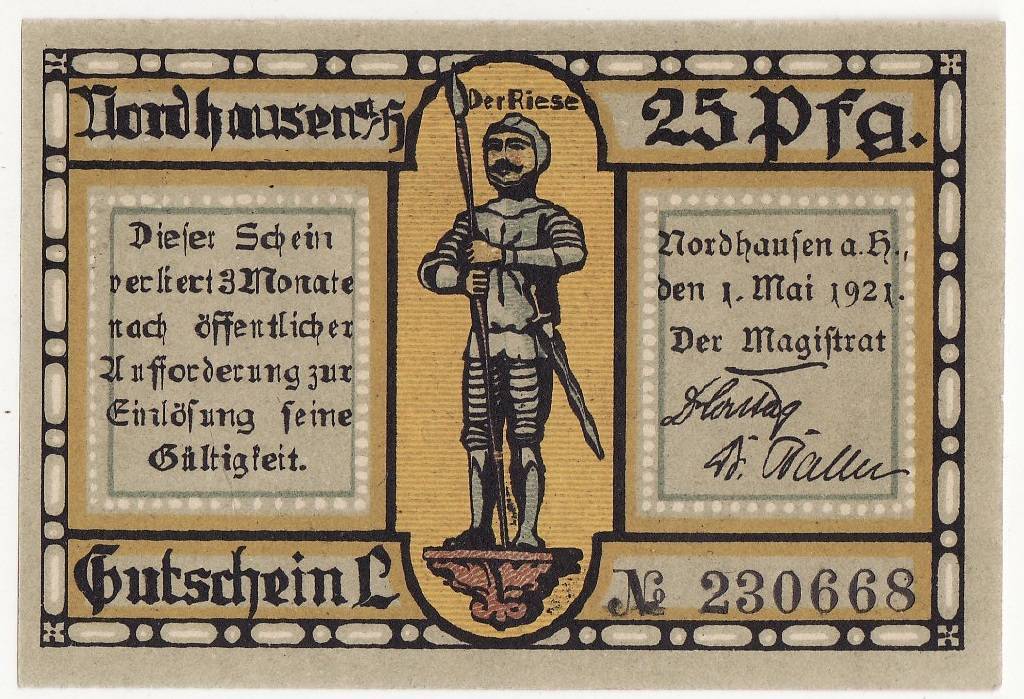 Nordhausen a/H
Der Riese
25 Pfg.
Dieser Schein
verliert 3 Monate
nach öffentlicher
Aufforderung zur
Einlösung seine
Gültigkeit.
Nordhausen a. H.,
den 1. Mai 1921.
Der Magistrat
Gutschein L
№ 230668